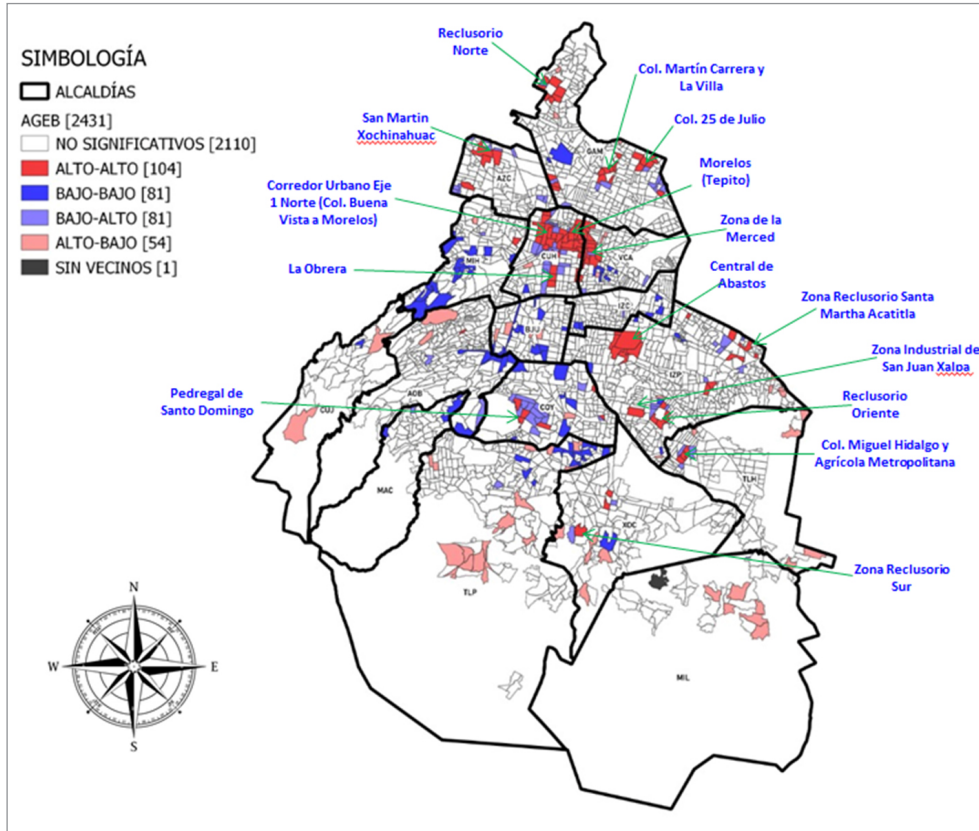 SIMBOLOGÍA
ALCALDÍAS
AGEB [2431]
NO SIGNIFICATIVOS [2110]
ALTO-ALTO [104]
BAJO-BAJO [81]
BAJO-ALTO [81]
ALTO-BAJO [54]
SIN VECINOS [1]
Reclusorio
Norte
Col. Martín Carrera y
La Villa
San Martin
Xochinahuac
Col. 25 de Julio
Morelos
(Tepito)
Corredor Urbano Eje
1 Norte (Col. Buena
Vista a Morelos)
Zona de la
Merced
La Obrera
Central de
Abastos
Zona Reclusorio Santa
Martha Acatitla
Zona Industrial de
San Juan Xalpa
Pedregal de
Santo Domingo
Reclusorio
Oriente
Col. Miguel Hidalgo y
Agrícola Metropolitana
Zona Reclusorio
Sur
GAM
AZC
MIH
CUH
VCA
IZC
BJU
IZP
CUJ
AOB
COY
MAC
TLH
XOC
TLP
MIL
N
W
E
S